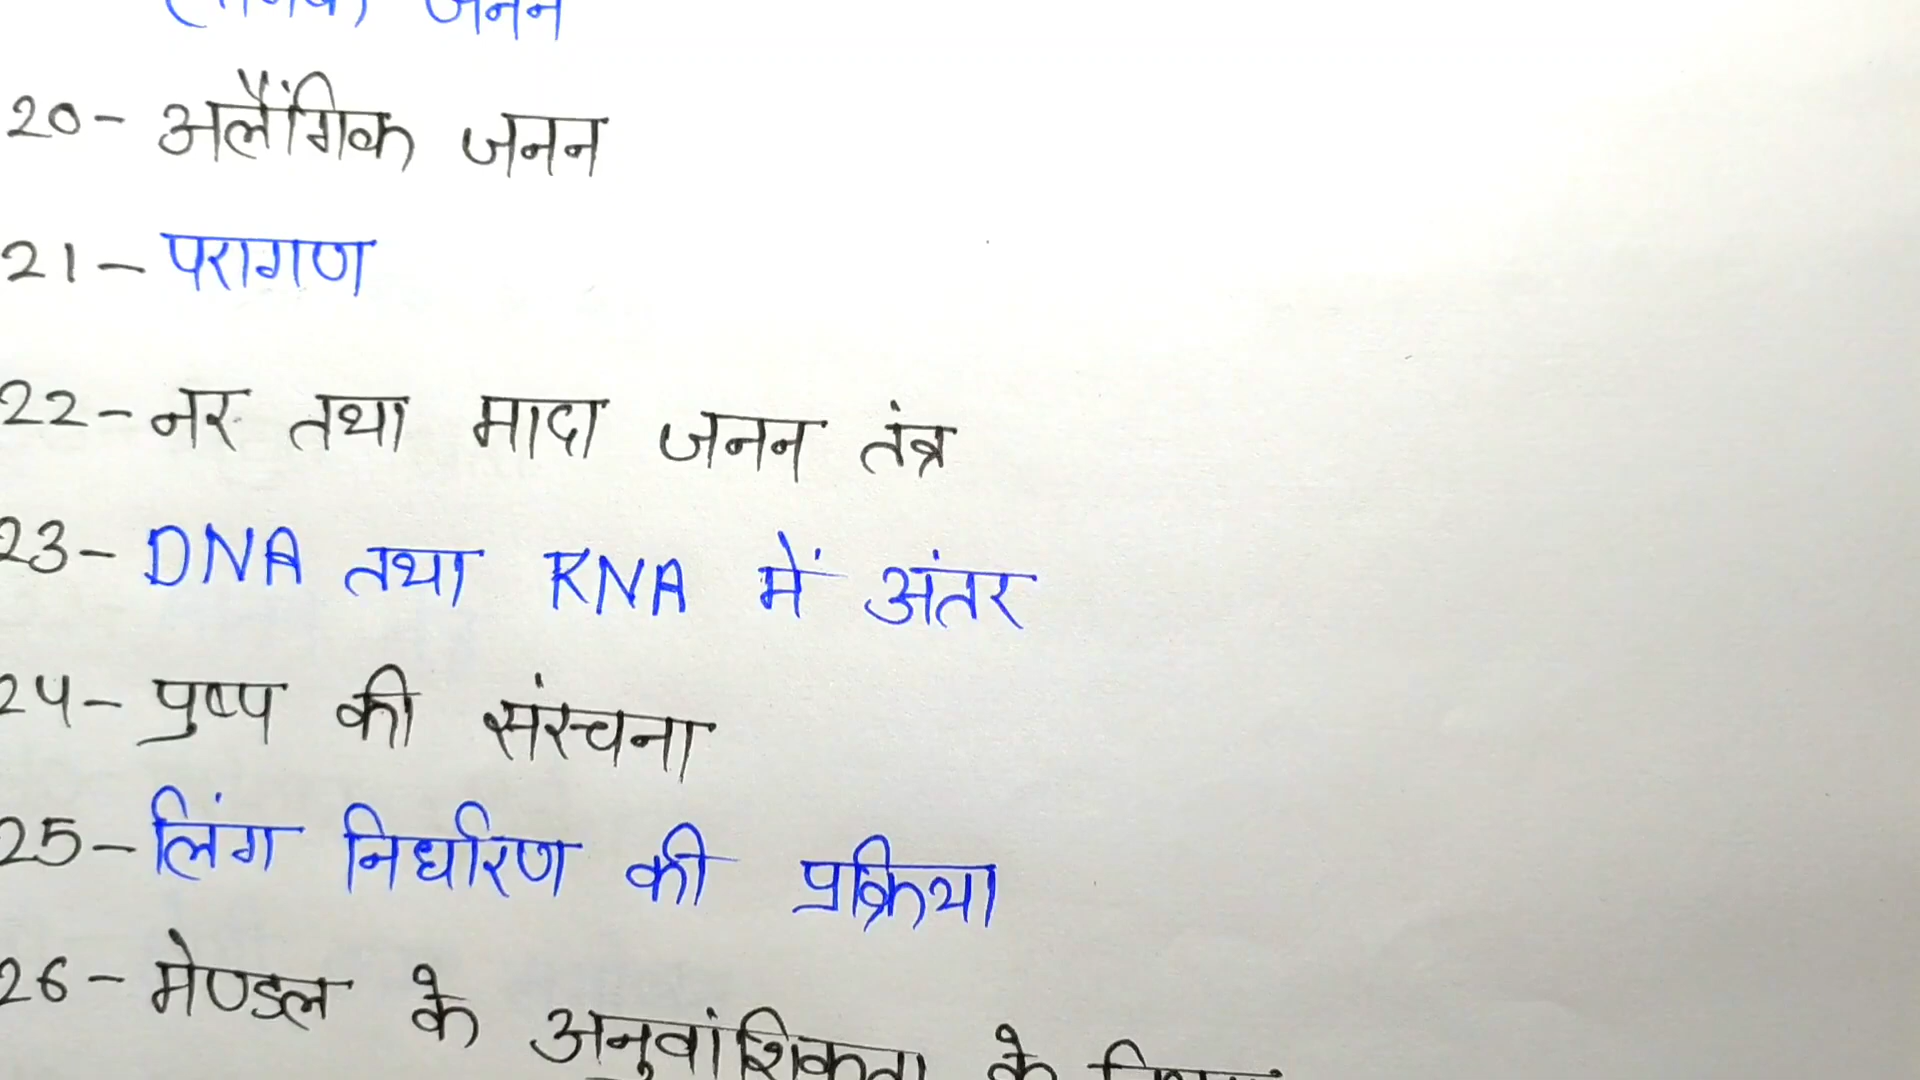 जनन
20- अलैंगिक जनन
21- परागण
22- नर तथा मादा जनन तंत्र
23- DNA तथा RNA में अंतर
24- पुष्प की संरचना
25- लिंग निर्धारण की प्रक्रिया
26- मेण्डल के अनुवांशिकता के